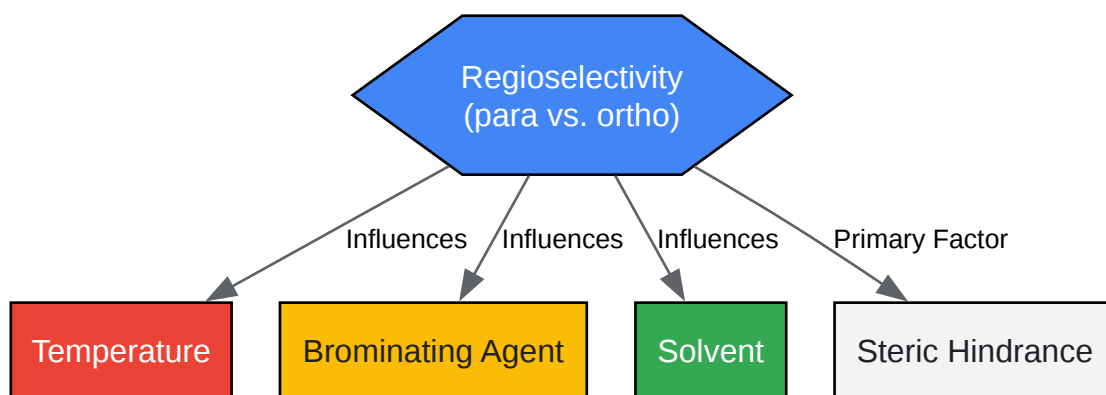 Regioselectivity
(para vs. ortho)
Influences
Influences
Influences
Primary Factor
Temperature
Brominating Agent
Solvent
Steric Hindrance